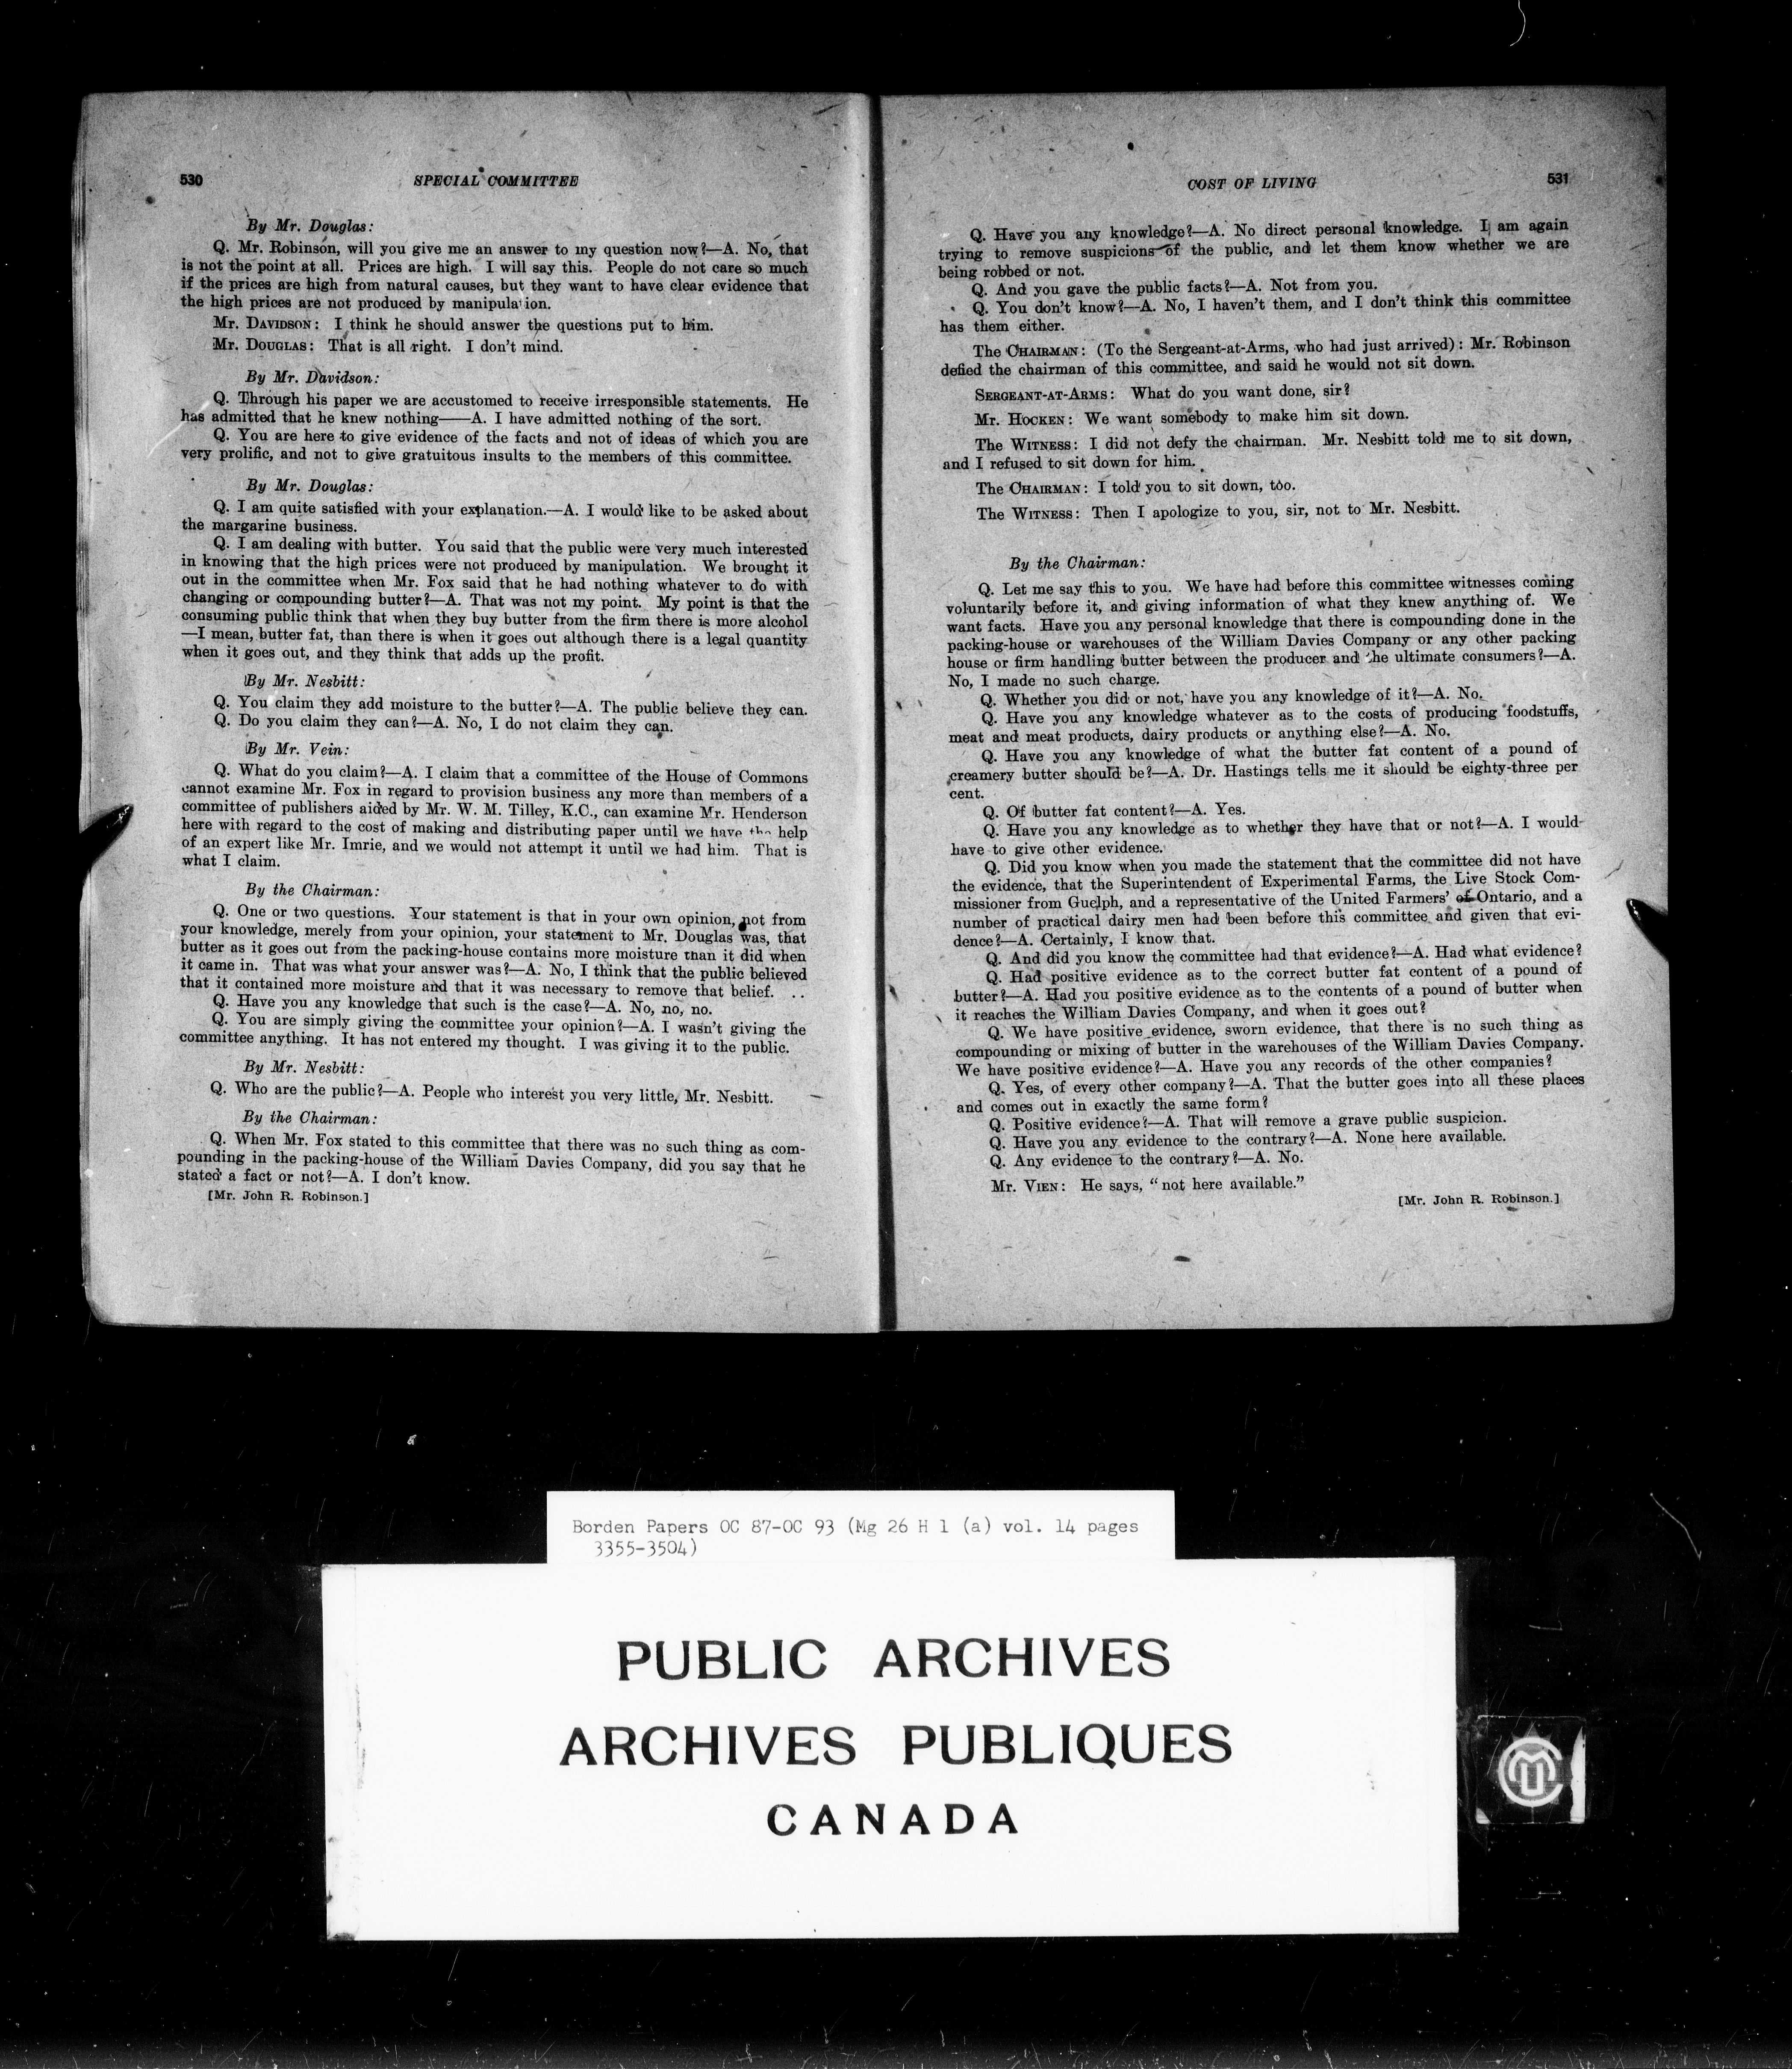 530
SPECIAL COMMITTEE
By Mr. Douglas:
Q. Mr. Robinson, will you give me an answer to my question now?—A. No, that
is not the point at all. Prices are high. I will say this. People do not care so much
if the prices are high from natural causes, but they want to have clear evidence that
the high prices are not produced by manipula'ion.
Mr. DAVIDSON: I think he should answer the questions put to him.
Mr. DOUGLAS: That is all right. I don't mind.
By Mr. Davidson:
Q. Through his paper we are accustomed to receive irresponsible statements. He
has admitted that he knew nothing——A. I have admitted nothing of the sort.
Q. You are here to give evidence of the facts and not of ideas of which you are
very prolific, and not to give gratuitous insults to the members of this committee.
By Mr. Douglas:
Q. I am quite satisfied with your explanation.—A. I would like to be asked about
the margarine business.
Q. I am dealing with butter. You said that the public were very much interested
in knowing that the high prices were not produced by manipulation. We brought it
out in the committee when Mr. Fox said that he had nothing whatever to do with
changing or compounding butter?—A. That was not my point. My point is that the
consuming public think that when they buy butter from the firm there is more alcohol
—I mean, butter fat, than there is when it goes out although there is a legal quantity
when it goes out, and they think that adds up the profit.
By Mr. Nesbitt:
Q. You claim they add moisture to the butter?—A. The public believe they can.
Q. Do you claim they can?—A. No, I do not claim they can.
By Mr. Vein:
Q. What do you claim?—A. I claim that a committee of the House of Commons
cannot examine Mr. Fox in regard to provision business any more than members of a
committee of publishers aided by Mr. W. M. Tilley, K.C., can examine Mr. Henderson
here with regard to the cost of making and distributing paper until we have the help
of an expert like Mr. Imrie, and we would not attempt it until we had him. That is
what I claim.
By the Chairman:
Q. One or two questions. Your statement is that in your own opinion, not from
your knowledge, merely from your opinion, your statement to Mr. Douglas was, that
butter as it goes out from the packing-house contains more moisture than it did when
it came in. That was what your answer was?—A. No, I think that the public believed
that it contained more moisture and that it was necessary to remove that belief. ..
Q. Have you any knowledge that such is the case?—A. No, no, no.
Q. You are simply giving the committee your opinion?—A. I wasn't giving the
committee anything. It has not entered my thought. I was giving it to the public.
By Mr. Nesbitt:
Q. Who are the public?—A. People who interest you very little, Mr. Nesbitt.
By the Chairman:
Q. When Mr. Fox stated to this committee that there was no such thing as com-
pounding in the packing-house of the William Davies Company, did you say that he
stated a fact or not?—A. I don't know.
[Mr. John R. Robinson.]
COST OF LIVING
531
Q. Have you any knowledge?—A. No direct personal knowledge. I am again
trying to remove suspicions of the public, and let them know whether we are
being robbed or not.
Q. And you gave the public facts?—A. Not from you.
Q. You don't know?—A. No, I haven't them, and I don't think this committee
has them either.
The CHAIRMAN: (To the Sergeant-at-Arms, who had just arrived): Mr. Robinson
defied the chairman of this committee, and said he would not sit down.
SERGEANT-AT-ARMS: What do you want done, sir?
Mr. HOCKEN: We want somebody to make him sit down.
The WITNESS: I did not defy the chairman. Mr. Nesbitt told me to sit down,
and I refused to sit down for him.
The CHAIRMAN: I told you to sit down, too.
The WITNESS: Then I apologize to you, sir, not to Mr. Nesbitt.
By the Chairman:
Q. Let me say this to you. We have had before this committee witnesses coming
voluntarily before it, and giving information of what they knew anything of. We
want facts. Have you any personal knowledge that there is compounding done in the
packing-house or warehouses of the William Davies Company or any other packing
house or firm handling butter between the producer and the ultimate consumers?—A.
No, I made no such charge.
Q. Whether you did or not, have you any knowledge of it?—A. No.
Q. Have you any knowledge whatever as to the costs of producing foodstuffs,
meat and meat products, dairy products or anything else?—A. No.
Q. Have you any knowledge of what the butter fat content of a pound of
creamery butter should be?—A. Dr. Hastings tells me it should be eighty-three per
cent.
Q. Of butter fat content?—A. Yes.
Q. Have you any knowledge as to whether they have that or not?—A. I would
have to give other evidence.
Q. Did you know when you made the statement that the committee did not have
the evidence, that the Superintendent of Experimental Farms, the Live Stock Com-
missioner from Guelph, and a representative of the United Farmers' of Ontario, and a
number of practical dairy men had been before this committee and given that evi-
dence?—A. Certainly, I know that.
Q. And did you know the committee had that evidence?—A. Had what evidence?
Q. Had positive evidence as to the correct butter fat content of a pound of
butter?—A. Had you positive evidence as to the contents of a pound of butter when
it reaches the William Davies Company, and when it goes out?
Q. We have positive evidence, sworn evidence, that there is no such thing as
compounding or mixing of butter in the warehouses of the William Davies Company.
We have positive evidence?—A. Have you any records of the other companies?
Q. Yes, of every other company?—A. That the butter goes into all these places
and comes out in exactly the same form?
Q. Positive evidence?—A. That will remove a grave public suspicion.
Q. Have you any evidence to the contrary?—A. None here available.
Q. Any evidence to the contrary?—A. No.
Mr. VIEN: He says, "not here available."
[Mr. John R. Robinson.]
Borden Papers OC 87-OC 93 (Mg 26 H 1 (a) vol. 14 pages
3355-3504)
PUBLIC ARCHIVES
ARCHIVES PUBLIQUES
CANADA